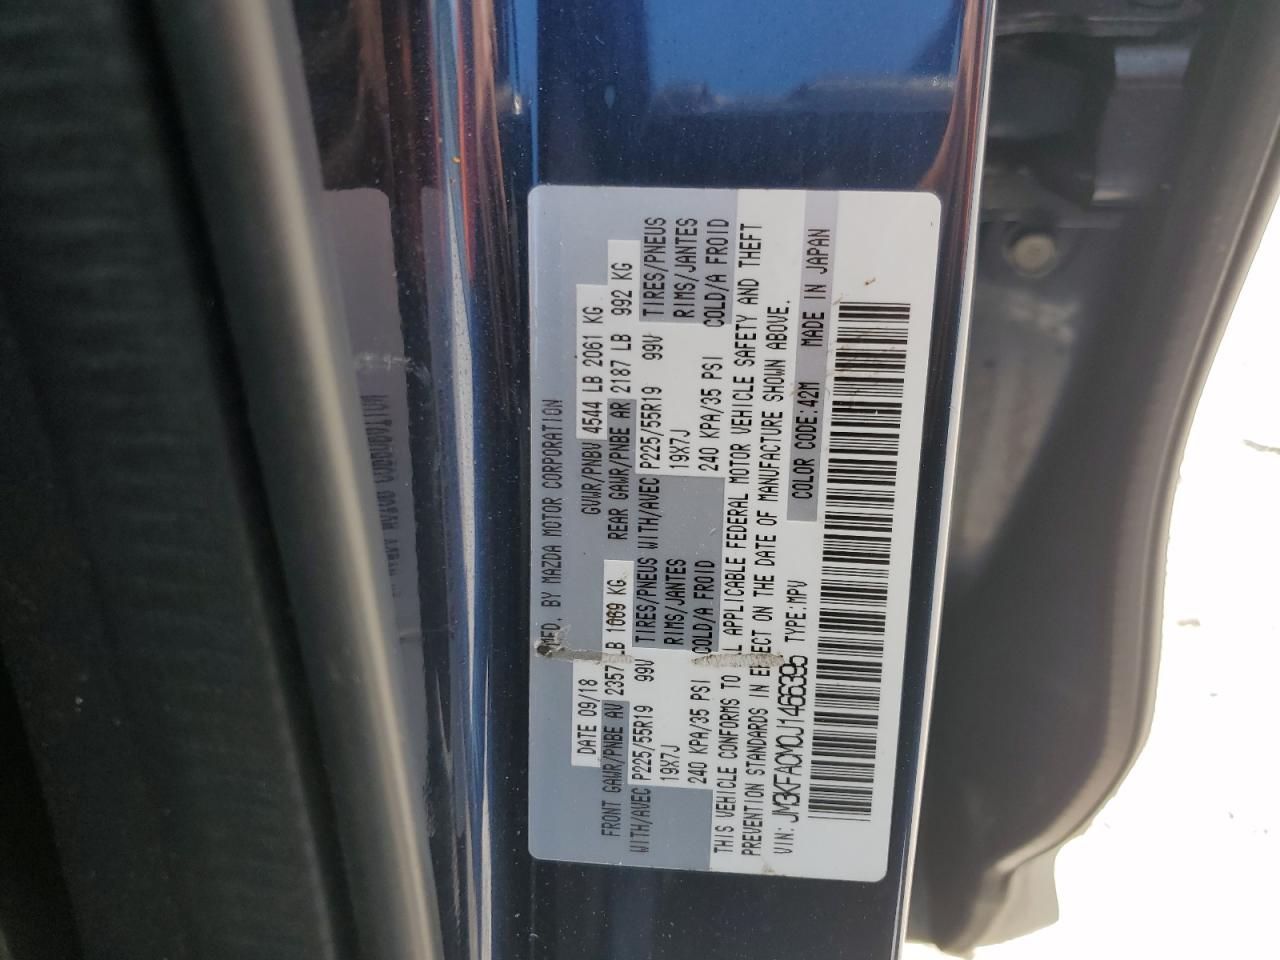 MFD. BY MAZDA MOTOR CORPORATION
DATE 09/18 GVWR/PNBV 4544 LB 2061 KG
FRONT GAWR/PNBE AV 2357 LB 1069 KG REAR GAWR/PNBE AR 2187 LB 992 KG
WITH/AVEC P225/55R19 99V TIRES/PNEUS WITH/AVEC P225/55R19 99V TIRES/PNEUS
19X7J RIMS/JANTES 19X7J RIMS/JANTES
240 KPA/35 PSI COLD/A FROID 240 KPA/35 PSI COLD/A FROID
THIS VEHICLE CONFORMS TO L APPLICABLE FEDERAL MOTOR VEHICLE SAFETY AND THEFT
PREVENTION STANDARDS IN EFFECT ON THE DATE OF MANUFACTURE SHOWN ABOVE.
VIN: JM3KFACM0J1466395 TYPE:MPV COLOR CODE:42M MADE IN JAPAN